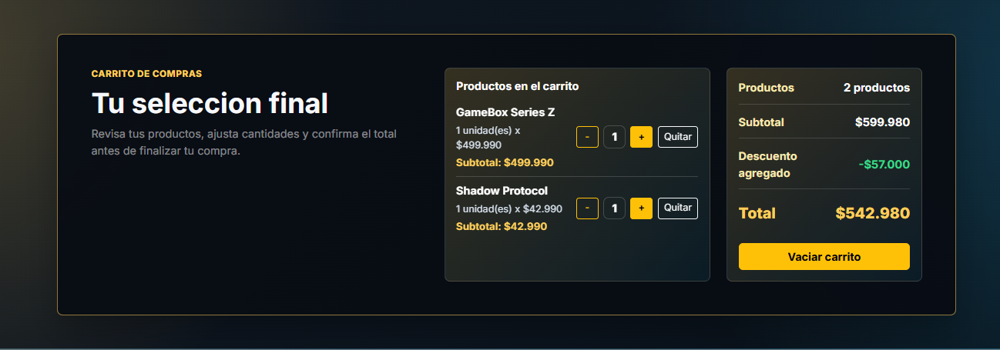 CARRITO DE COMPRAS
Tu seleccion final
Revisa tus productos, ajusta cantidades y confirma el total
antes de finalizar tu compra.
Productos en el carrito
GameBox Series Z
1 unidad(es) x
$499.990
Subtotal: $499.990
- 1 + Quitar
Shadow Protocol
1 unidad(es) x $42.990
Subtotal: $42.990
- 1 + Quitar
Productos 2 productos
Subtotal $599.980
Descuento
agregado
-$57.000
Total $542.980
Vaciar carrito